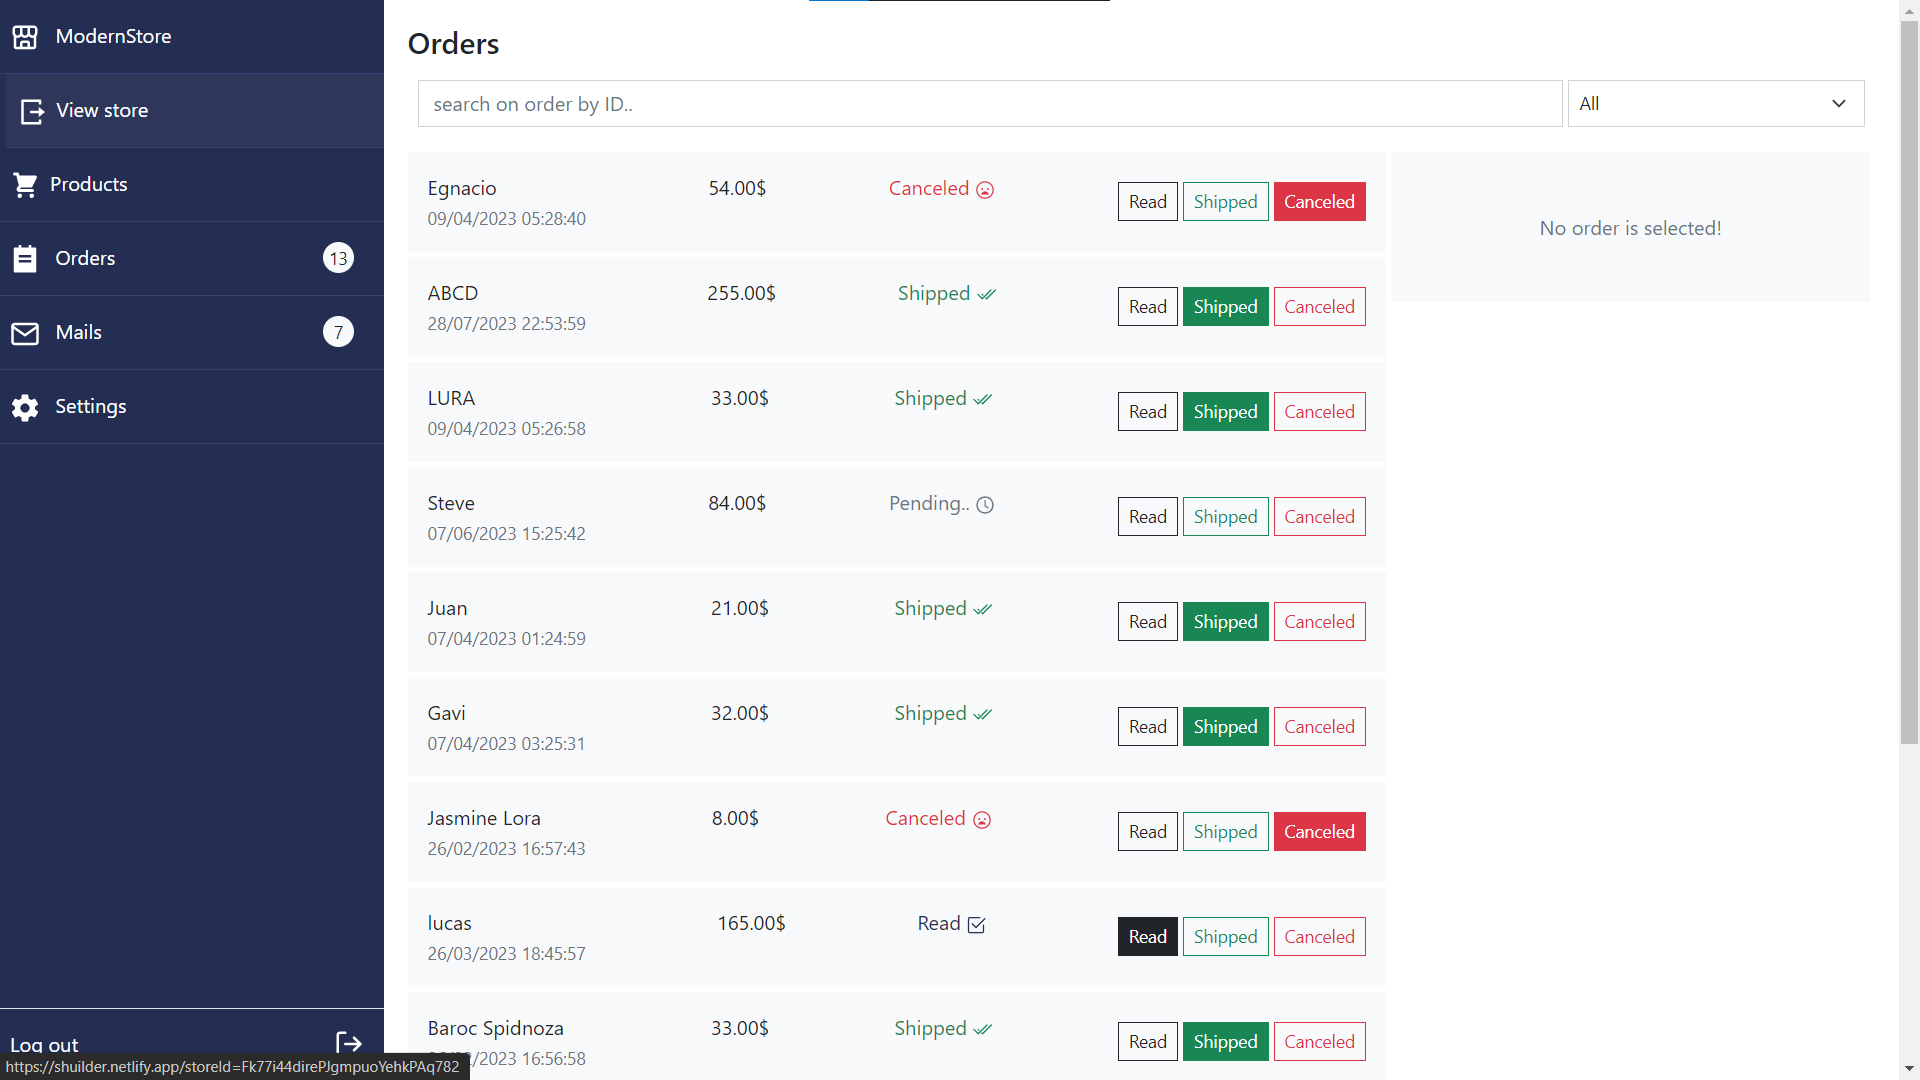 ModernStore
View store
Products
Orders 13
Mails 7
Settings
Log out
https://shuilder.netlify.app/storeId=Fk77i44direPJgmpuoYehkPAq782
Orders
search on order by ID.. All
Egnacio 54.00$ Canceled Read Shipped Canceled
09/04/2023 05:28:40
ABCD 255.00$ Shipped Read Shipped Canceled
28/07/2023 22:53:59
LURA 33.00$ Shipped Read Shipped Canceled
09/04/2023 05:26:58
Steve 84.00$ Pending.. Read Shipped Canceled
07/06/2023 15:25:42
Juan 21.00$ Shipped Read Shipped Canceled
07/04/2023 01:24:59
Gavi 32.00$ Shipped Read Shipped Canceled
07/04/2023 03:25:31
Jasmine Lora 8.00$ Canceled Read Shipped Canceled
26/02/2023 16:57:43
lucas 165.00$ Read Read Shipped Canceled
26/03/2023 18:45:57
Baroc Spidnoza 33.00$ Shipped Read Shipped Canceled
/2023 16:56:58
No order is selected!